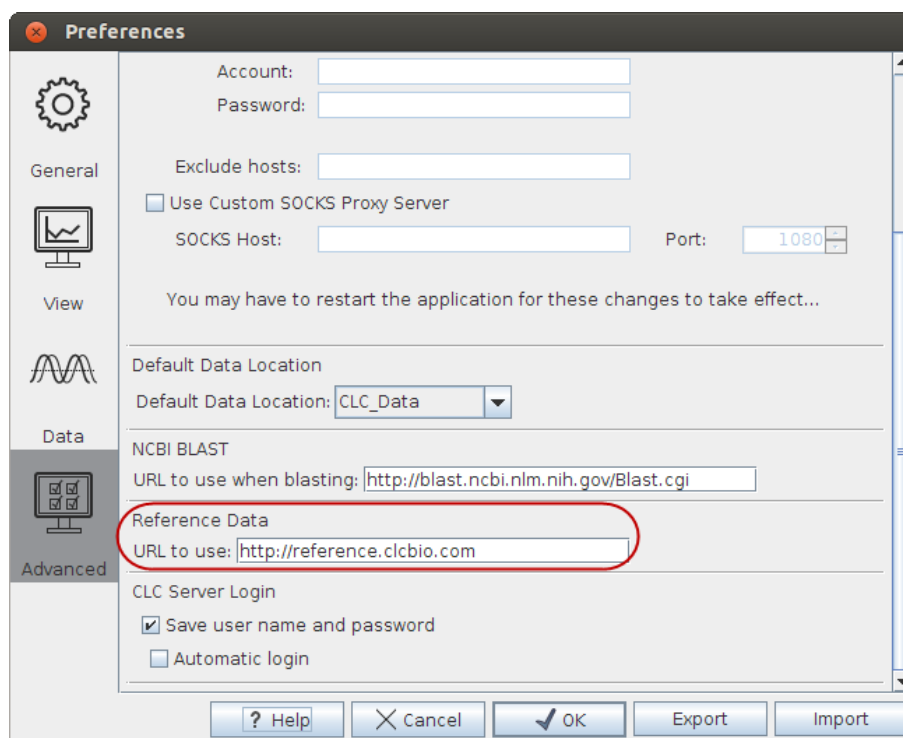 Preferences
Account:
Password:
General
Exclude hosts:
Use Custom SOCKS Proxy Server
SOCKS Host: Port: 1080
View
You may have to restart the application for these changes to take effect...
Default Data Location
Default Data Location: CLC_Data
Data
NCBI BLAST
URL to use when blasting: http://blast.ncbi.nlm.nih.gov/Blast.cgi
Reference Data
URL to use: http://reference.clcbio.com
Advanced
CLC Server Login
Save user name and password
Automatic login
? Help Cancel OK Export Import